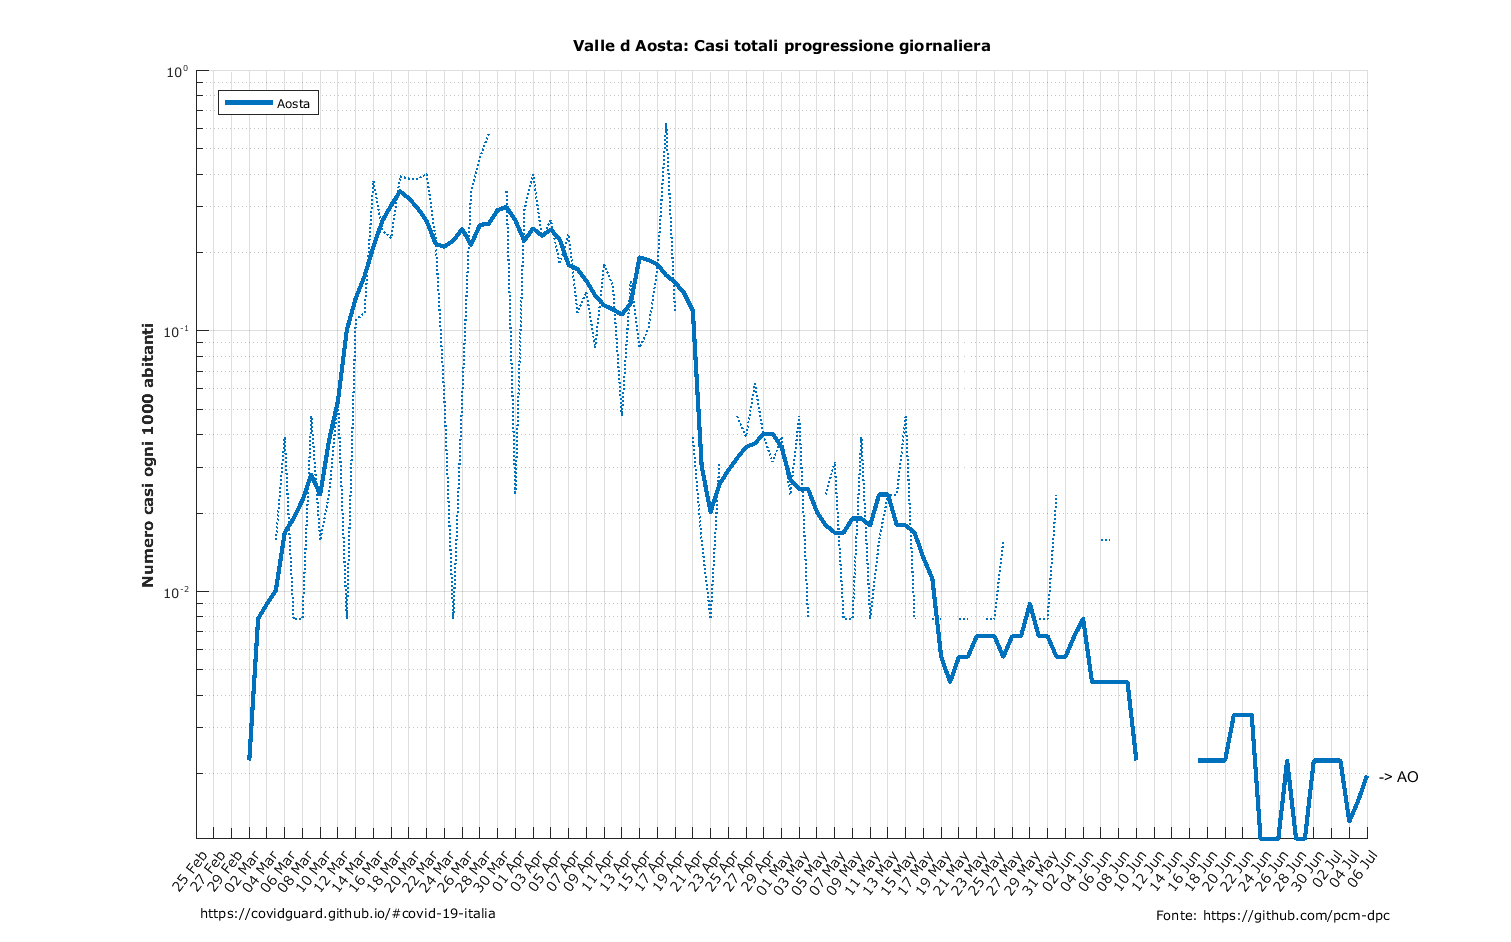 Valle d Aosta: Casi totali progressione giornaliera
10^0
Aosta
10^-1
10^-2
Numero casi ogni 1000 abitanti
-> AO
25 Feb
27 Feb
29 Feb
02 Mar
04 Mar
06 Mar
08 Mar
10 Mar
12 Mar
14 Mar
16 Mar
18 Mar
20 Mar
22 Mar
24 Mar
26 Mar
28 Mar
30 Mar
01 Apr
03 Apr
05 Apr
07 Apr
09 Apr
11 Apr
13 Apr
15 Apr
17 Apr
19 Apr
21 Apr
23 Apr
25 Apr
27 Apr
29 Apr
01 May
03 May
05 May
07 May
09 May
11 May
13 May
15 May
17 May
19 May
21 May
23 May
25 May
27 May
29 May
31 May
02 Jun
04 Jun
06 Jun
08 Jun
10 Jun
12 Jun
14 Jun
16 Jun
18 Jun
20 Jun
22 Jun
24 Jun
26 Jun
28 Jun
30 Jun
02 Jul
04 Jul
06 Jul
https://covidguard.github.io/#covid-19-italia
Fonte: https://github.com/pcm-dpc